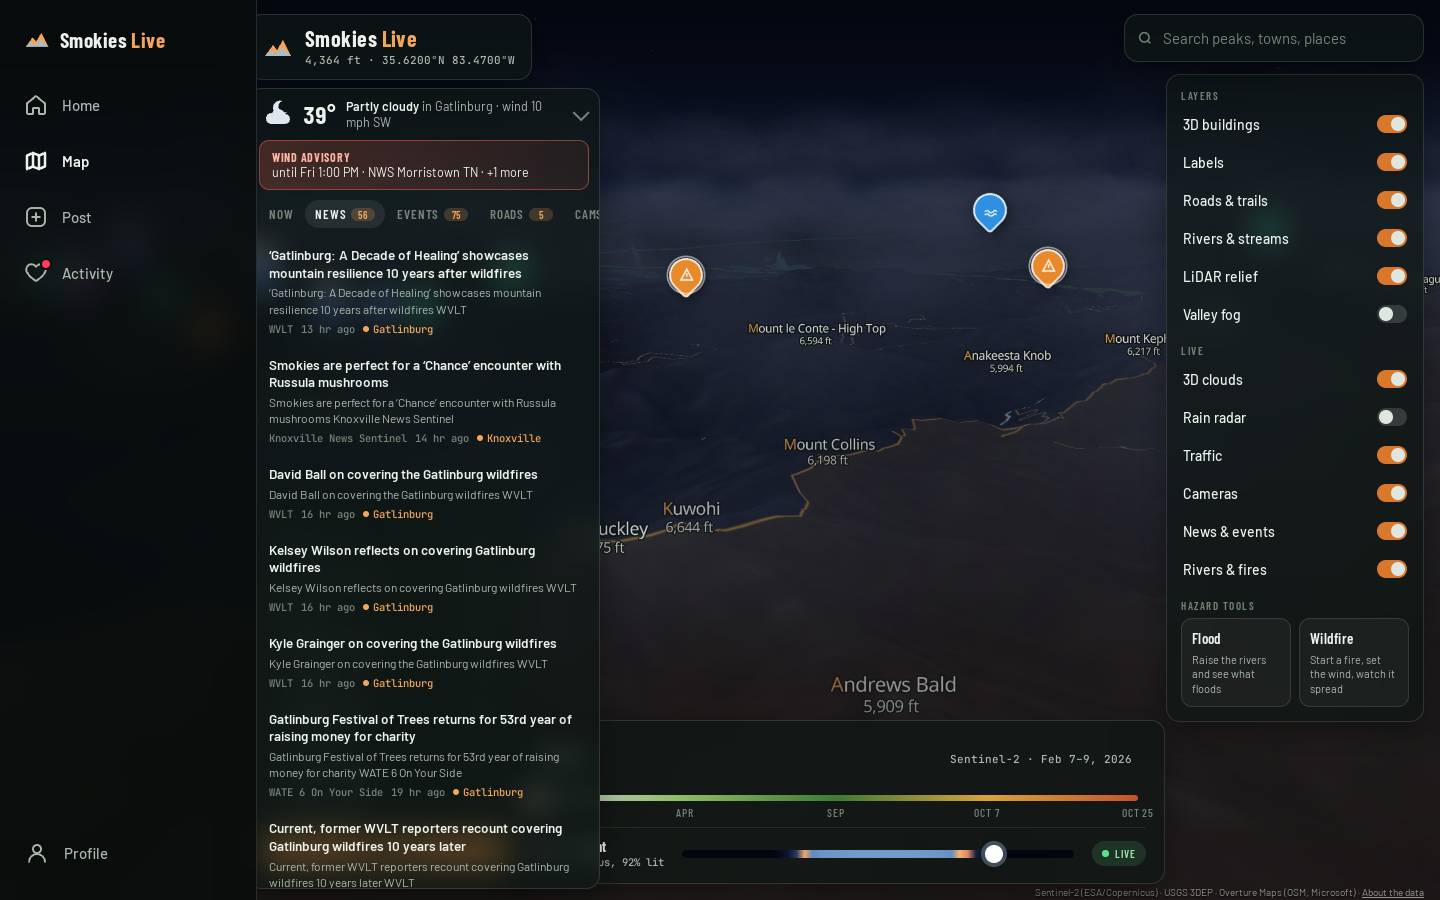 Smokies Live
Home
Map
Post
Activity
Profile
Smokies Live
4,364 ft · 35.6200°N 83.4700°W
39° Partly cloudy in Gatlinburg · wind 10
mph SW
WIND ADVISORY
until Fri 1:00 PM · NWS Morristown TN · +1 more
NOW NEWS 56 EVENTS 75 ROADS 5 CAMS
‘Gatlinburg: A Decade of Healing’ showcases
mountain resilience 10 years after wildfires
‘Gatlinburg: A Decade of Healing’ showcases mountain
resilience 10 years after wildfires WVLT
WVLT 13 hr ago Gatlinburg
Smokies are perfect for a ‘Chance’ encounter with
Russula mushrooms
Smokies are perfect for a ‘Chance’ encounter with Russula
mushrooms Knoxville News Sentinel
Knoxville News Sentinel 14 hr ago Knoxville
David Ball on covering the Gatlinburg wildfires
David Ball on covering the Gatlinburg wildfires WVLT
WVLT 16 hr ago Gatlinburg
Kelsey Wilson reflects on covering Gatlinburg
wildfires
Kelsey Wilson reflects on covering Gatlinburg wildfires WVLT
WVLT 16 hr ago Gatlinburg
Kyle Grainger on covering the Gatlinburg wildfires
Kyle Grainger on covering the Gatlinburg wildfires WVLT
WVLT 16 hr ago Gatlinburg
Gatlinburg Festival of Trees returns for 53rd year of
raising money for charity
Gatlinburg Festival of Trees returns for 53rd year of raising
money for charity WATE 6 On Your Side
WATE 6 On Your Side 19 hr ago Gatlinburg
Current, former WVLT reporters recount covering
Gatlinburg wildfires 10 years later
Current, former WVLT reporters recount covering Gatlinburg
wildfires 10 years later WVLT
Mount le Conte - High Top
6,594 ft
Anakeesta Knob
5,994 ft
Mount Keph
6,217 ft
Mount Collins
6,198 ft
Kuwohi
6,644 ft
uckley
75 ft
Andrews Bald
5,909 ft
Sentinel-2 · Feb 7–9, 2026
APR SEP OCT 7 OCT 25
nt
us, 92% lit
LIVE
Search peaks, towns, places
LAYERS
3D buildings
Labels
Roads & trails
Rivers & streams
LiDAR relief
Valley fog
LIVE
3D clouds
Rain radar
Traffic
Cameras
News & events
Rivers & fires
HAZARD TOOLS
Flood
Raise the rivers
and see what
floods
Wildfire
Start a fire, set
the wind, watch it
spread
agu
t
Sentinel-2 (ESA/Copernicus) · USGS 3DEP · Overture Maps (OSM, Microsoft) · About the data